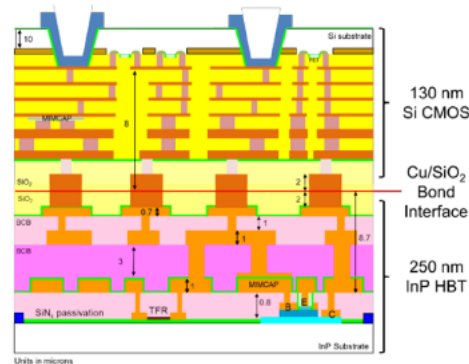 10
Si substrate
FET
130 nm
Si CMOS
MIMCAP
6
Cu/SiO₂
Bond
Interface
SiO₂
2
SiO₂
2
0.7
BCB
1
1
8.7
BCB
3
250 nm
InP HBT
1
MIMCAP
0.8
SiNₓ passivation
TFR
B
E
C
InP Substrate
Units in microns